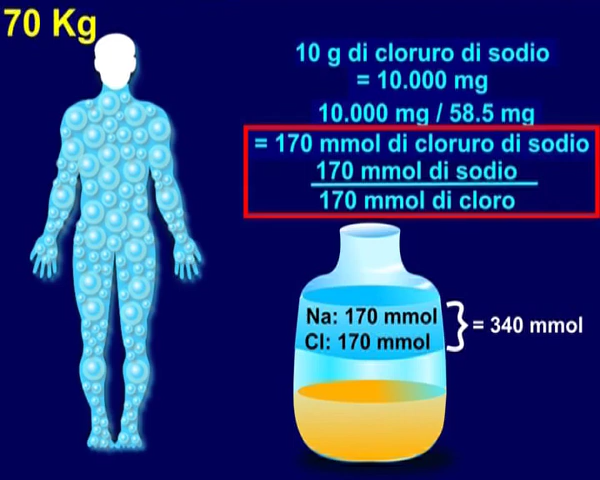 70 Kg
10 g di cloruro di sodio
= 10.000 mg
10.000 mg / 58.5 mg
= 170 mmol di cloruro di sodio
170 mmol di sodio
170 mmol di cloro
Na: 170 mmol
Cl: 170 mmol
= 340 mmol